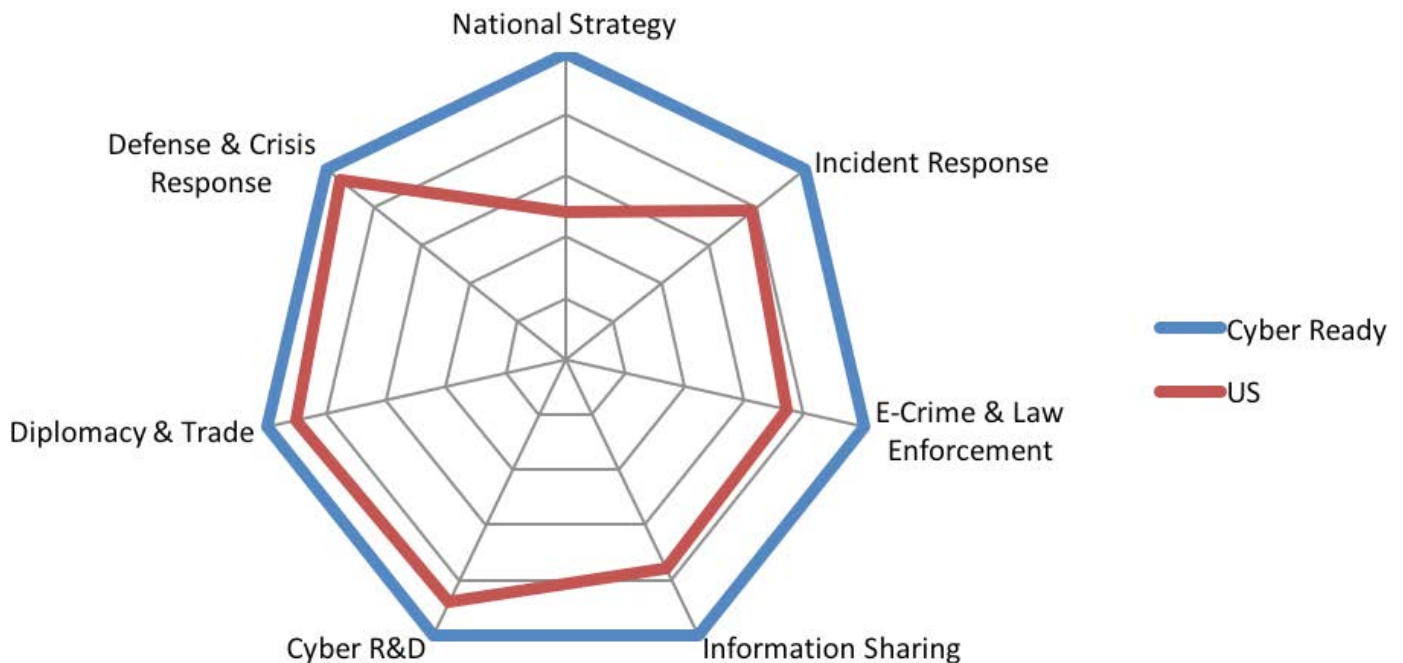 National Strategy
Defense & Crisis
Response
Incident Response
Diplomacy & Trade
E-Crime & Law
Enforcement
Cyber R&D
Information Sharing
Cyber Ready
US